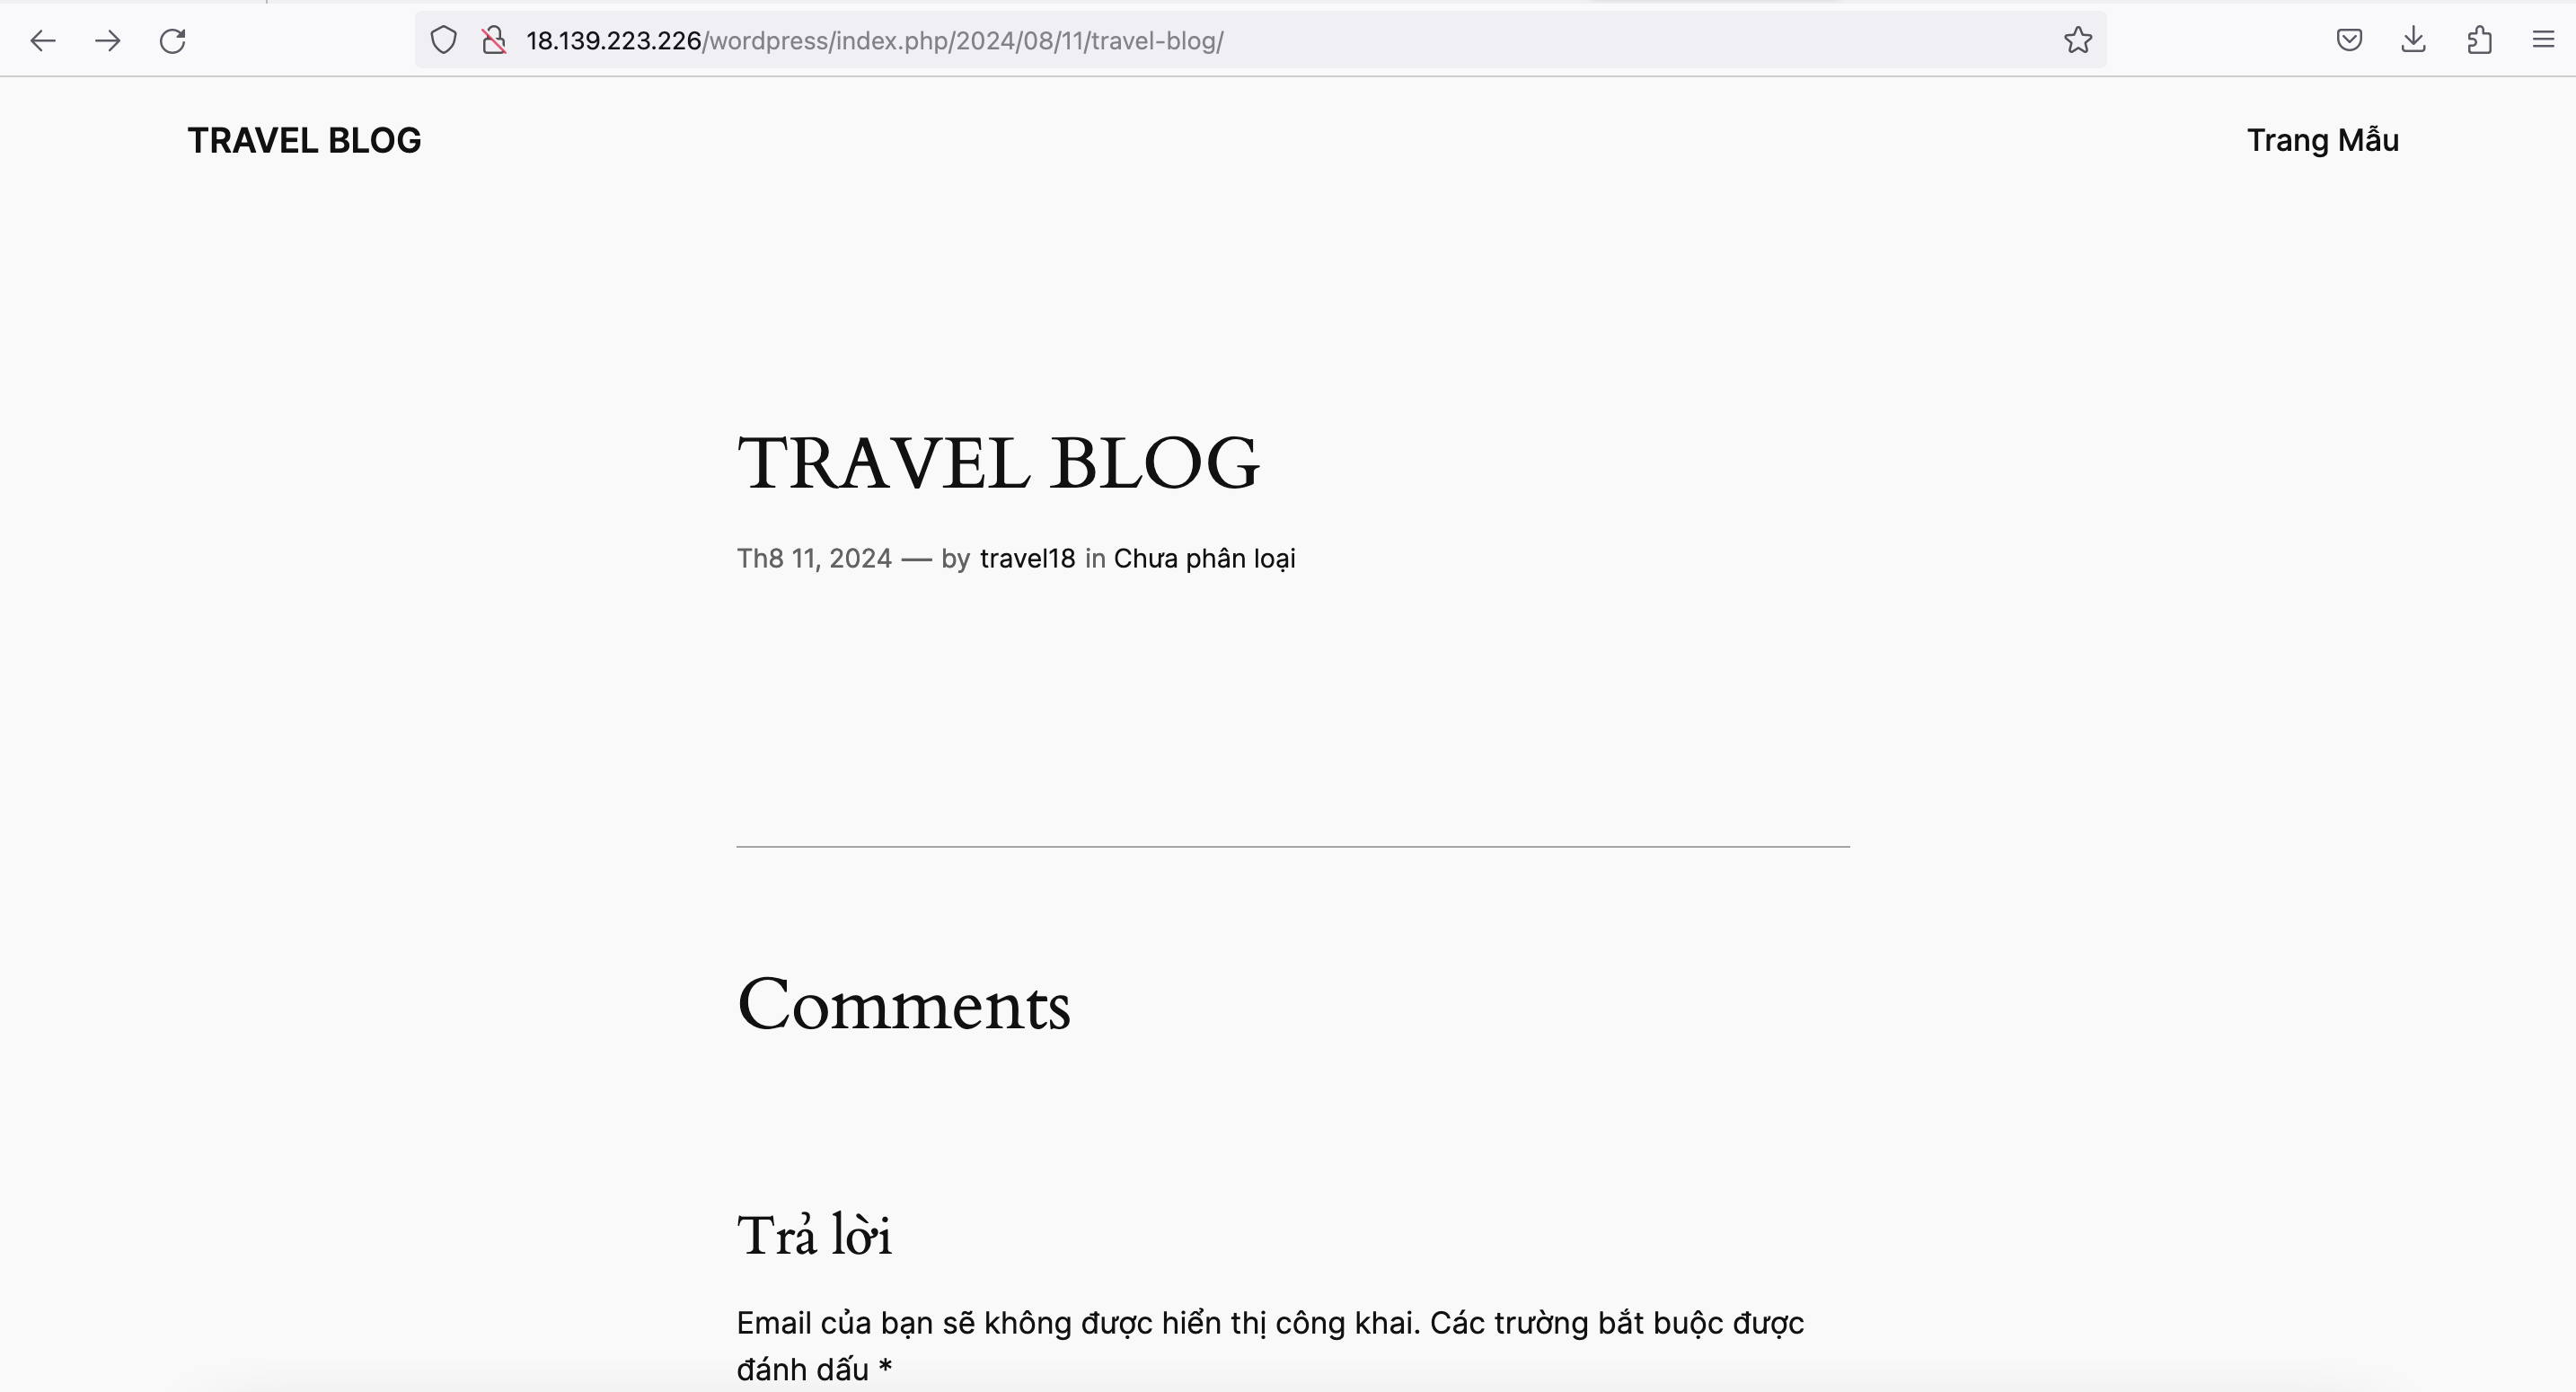 18.139.223.226/wordpress/index.php/2024/08/11/travel-blog/
TRAVEL BLOG
Trang Mẫu
TRAVEL BLOG
Th8 11, 2024 — by travel18 in Chưa phân loại
Comments
Trả lời
Email của bạn sẽ không được hiển thị công khai. Các trường bắt buộc được
đánh dấu *